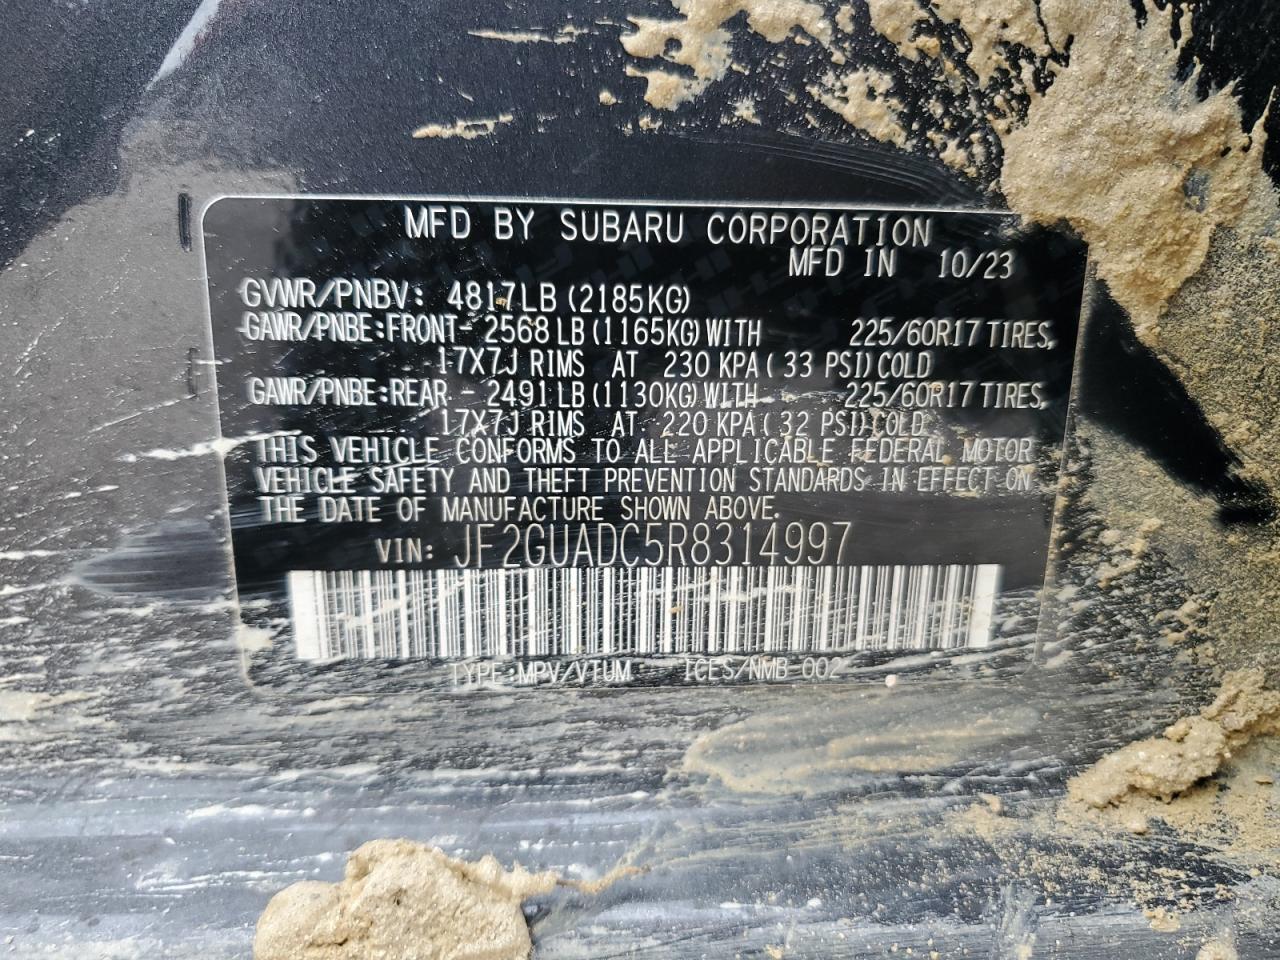 MFD BY SUBARU CORPORATION
MFD IN 10/23
GVWR/PNBV: 4817LB (2185KG)
GAWR/PNBE:FRONT- 2568 LB (1165KG) WITH 225/60R17 TIRES,
17X7J RIMS AT 230 KPA ( 33 PSI) COLD
GAWR/PNBE:REAR - 2491 LB (1130KG) WITH 225/60R17 TIRES,
17X7J RIMS AT 220 KPA ( 32 PSI) COLD
THIS VEHICLE CONFORMS TO ALL APPLICABLE FEDERAL MOTOR
VEHICLE SAFETY AND THEFT PREVENTION STANDARDS IN EFFECT ON
THE DATE OF MANUFACTURE SHOWN ABOVE.
VIN: JF2GUADC5R8314997
TYPE:MPV/VTUM ICES/NMB-002